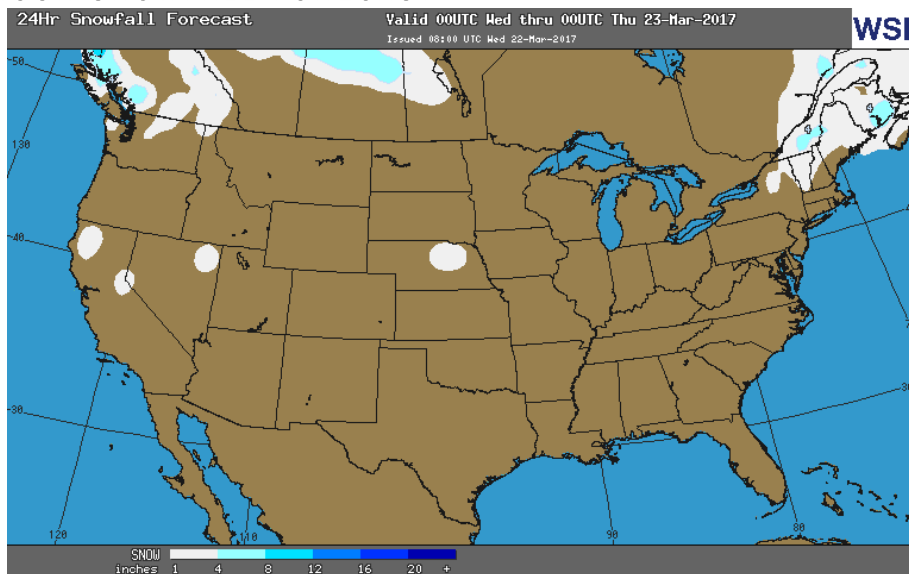 24Hr Snowfall Forecast
Valid 00UTC Wed thru 00UTC Thu 23-Mar-2017
Issued 08:00 UTC Wed 22-Mar-2017
WSI
50
130
40
30
120
110
90
80
SNOW
inches 1 4 8 12 16 20 +